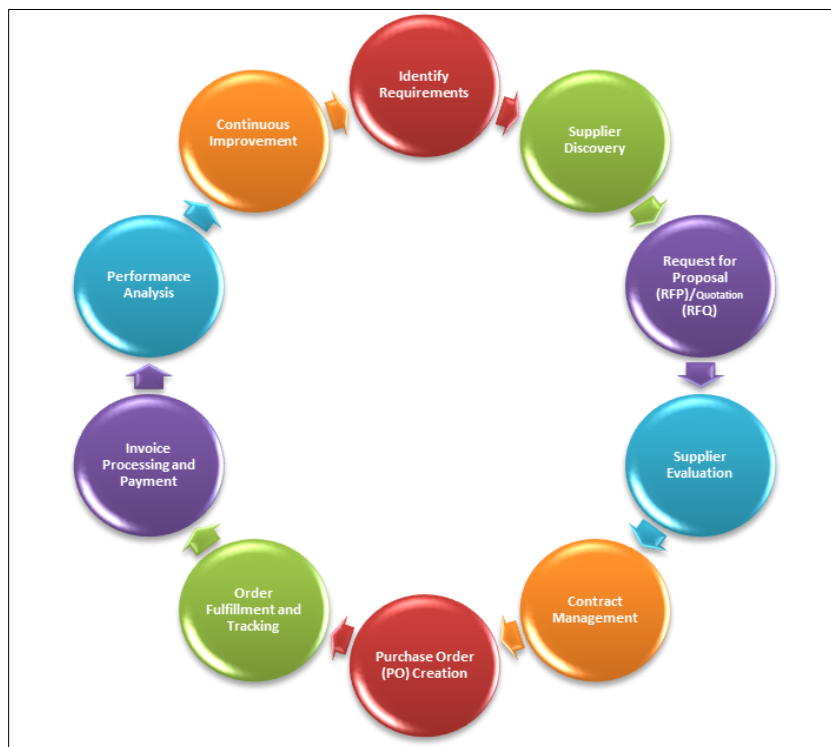 Identify
Requirements
Supplier
Discovery
Request for
Proposal
(RFP)/Quotation
(RFQ)
Supplier
Evaluation
Contract
Management
Purchase Order
(PO) Creation
Order
Fulfillment and
Tracking
Invoice
Processing and
Payment
Performance
Analysis
Continuous
Improvement